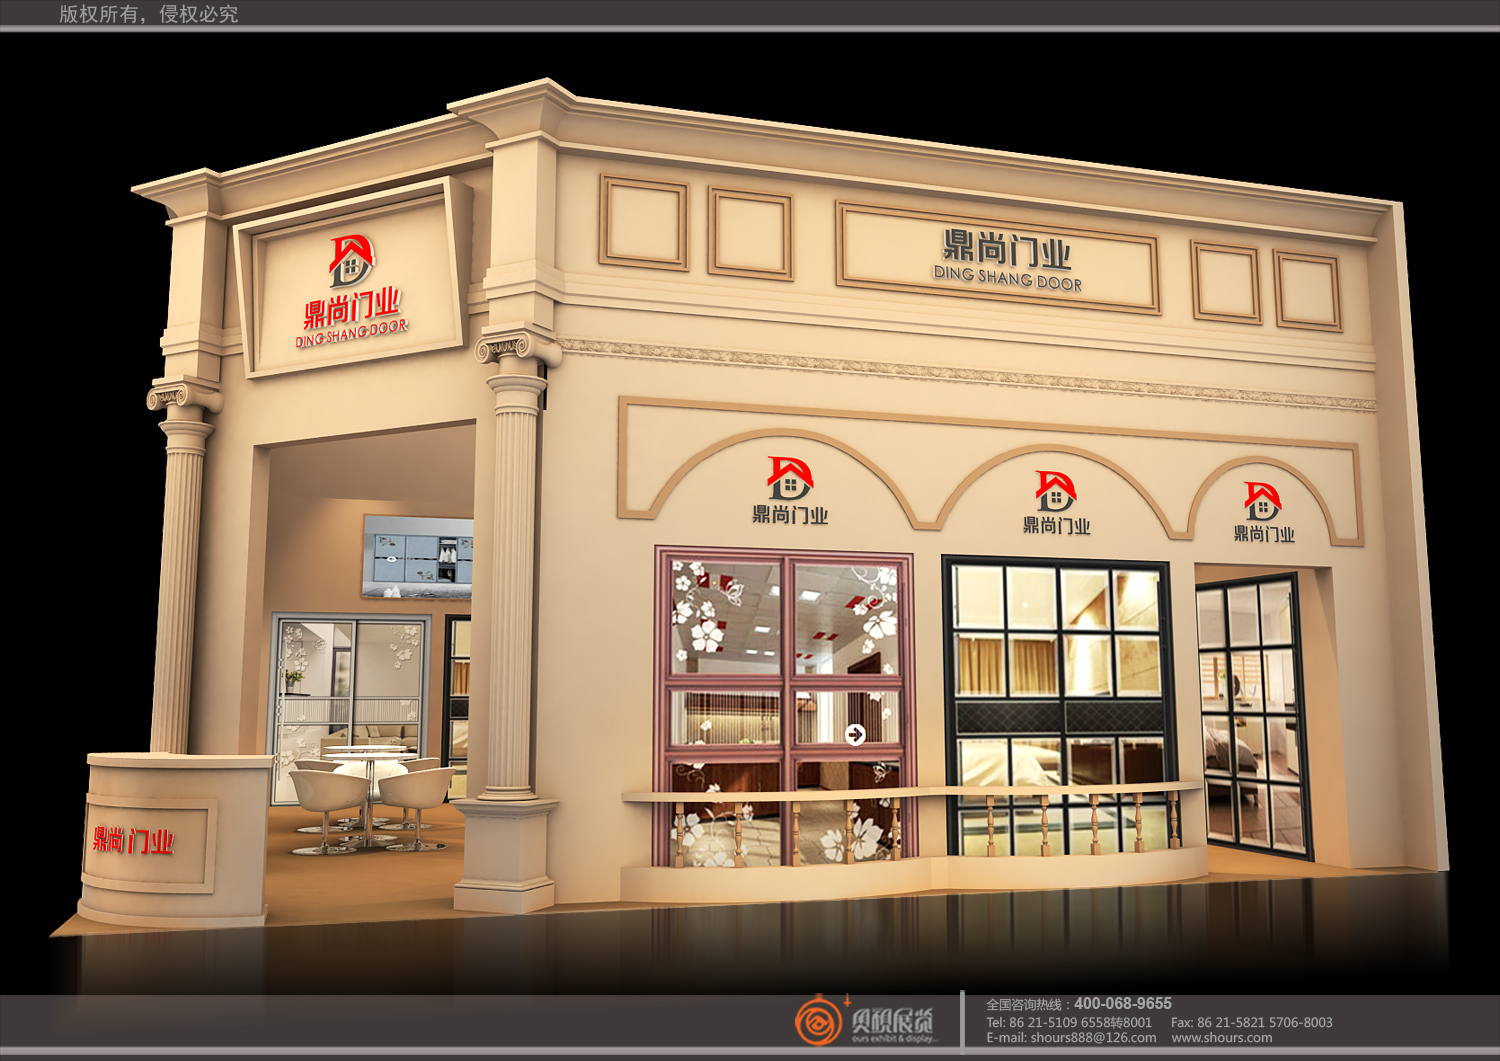 版权所有，侵权必究
鼎尚门业
DING SHANG DOOR
鼎尚门业
DING SHANG DOOR
鼎尚门业
鼎尚门业
鼎尚门业
鼎尚门业
ours exhibit & display...
全国咨询热线：400-068-9655
Tel: 86 21-5109 6558转8001 Fax: 86 21-5821 5706-8003
E-mail: shours888@126.com www.shours.com